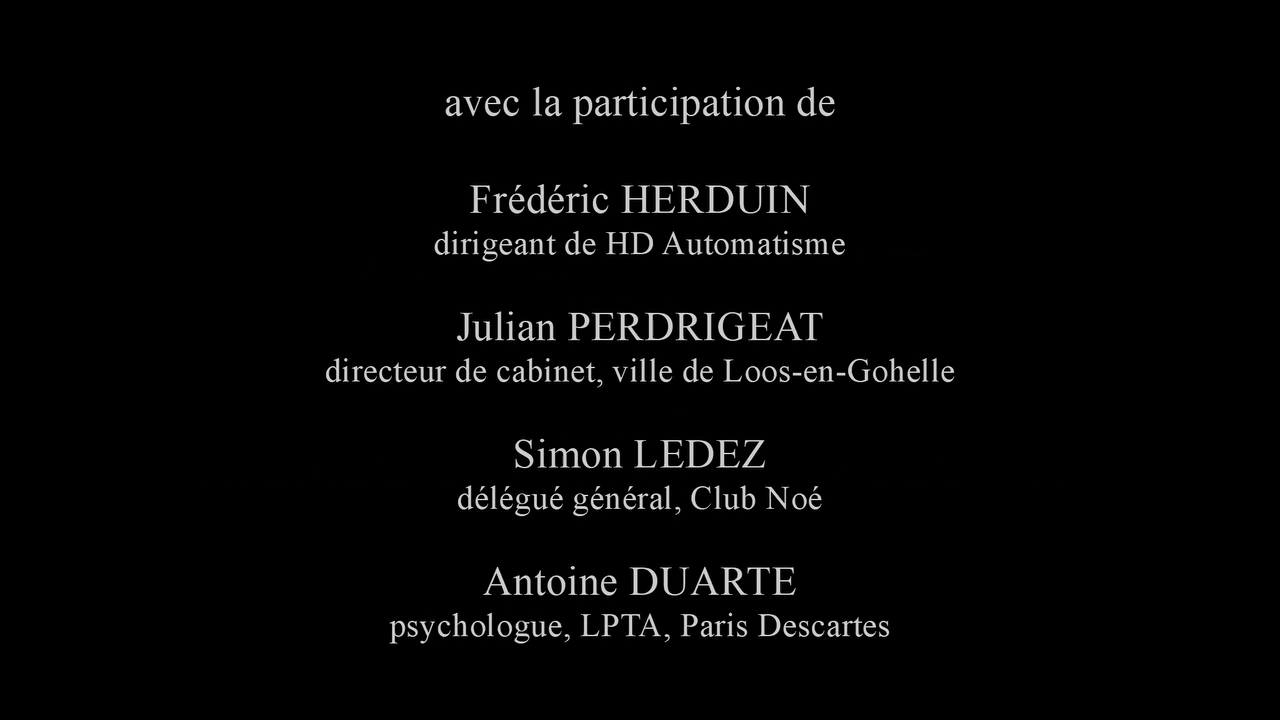 avec la participation de
Frédéric HERDUIN
dirigeant de HD Automatisme
Julian PERDRIGEAT
directeur de cabinet, ville de Loos-en-Gohelle
Simon LEDEZ
délégué général, Club Noé
Antoine DUARTE
psychologue, LPTA, Paris Descartes